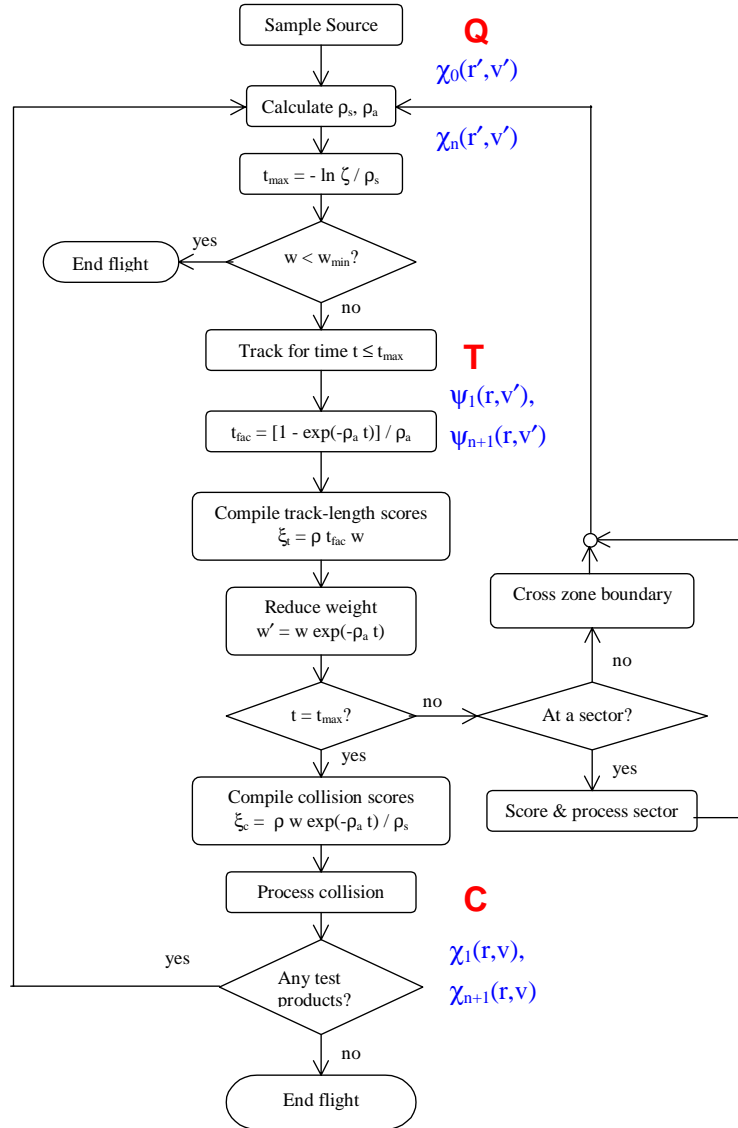 Sample Source
Q
χ₀(r′,v′)
Calculate ρₛ, ρₐ
χₙ(r′,v′)
tₘₐₓ = - ln ζ / ρₛ
yes
w < wₘᵢₙ?
End flight
no
Track for time t ≤ tₘₐₓ
T
ψ₁(r,v′),
t_fac = [1 - exp(-ρₐ t)] / ρₐ
ψₙ₊₁(r,v′)
Compile track-length scores
ξₜ = ρ t_fac w
Reduce weight
w′ = w exp(-ρₐ t)
Cross zone boundary
no
t = tₘₐₓ?
no
At a sector?
yes
yes
Compile collision scores
ξ_c = ρ w exp(-ρₐ t) / ρₛ
Score & process sector
Process collision
C
χ₁(r,v),
yes
Any test
products?
χₙ₊₁(r,v)
no
End flight